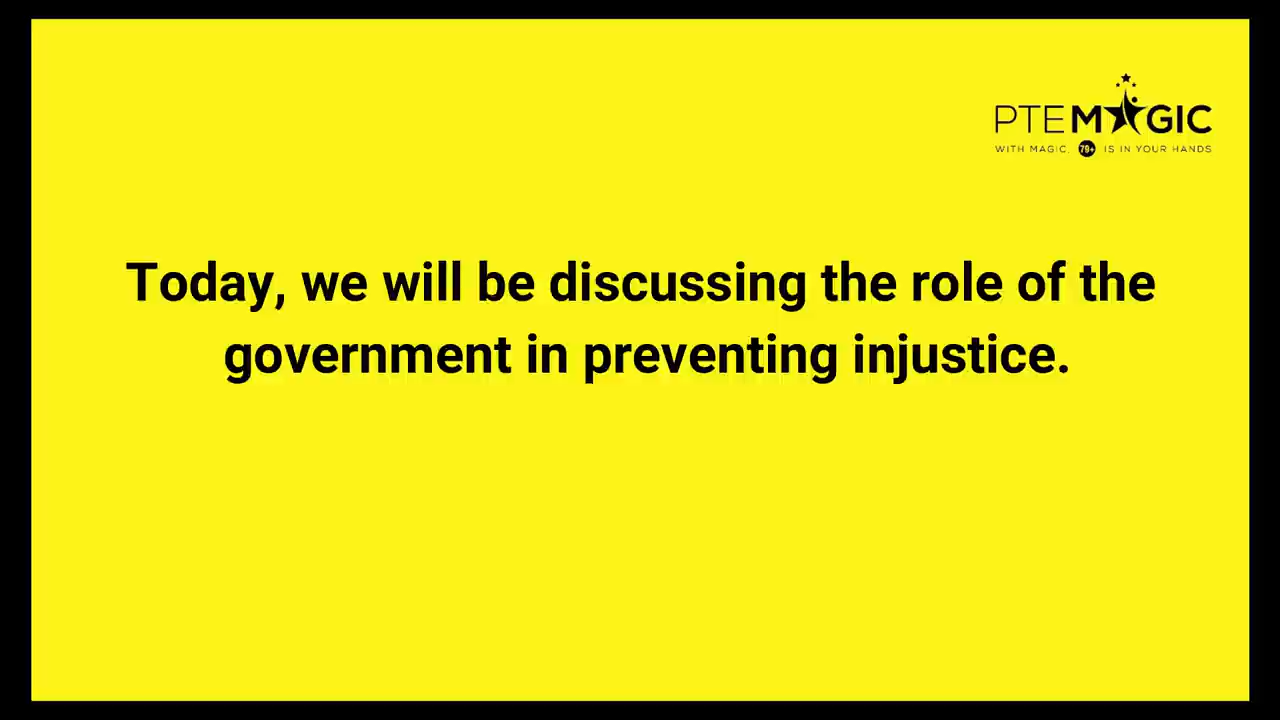 PTEMAGIC
WITH MAGIC, 79+ IS IN YOUR HANDS
Today, we will be discussing the role of the
government in preventing injustice.